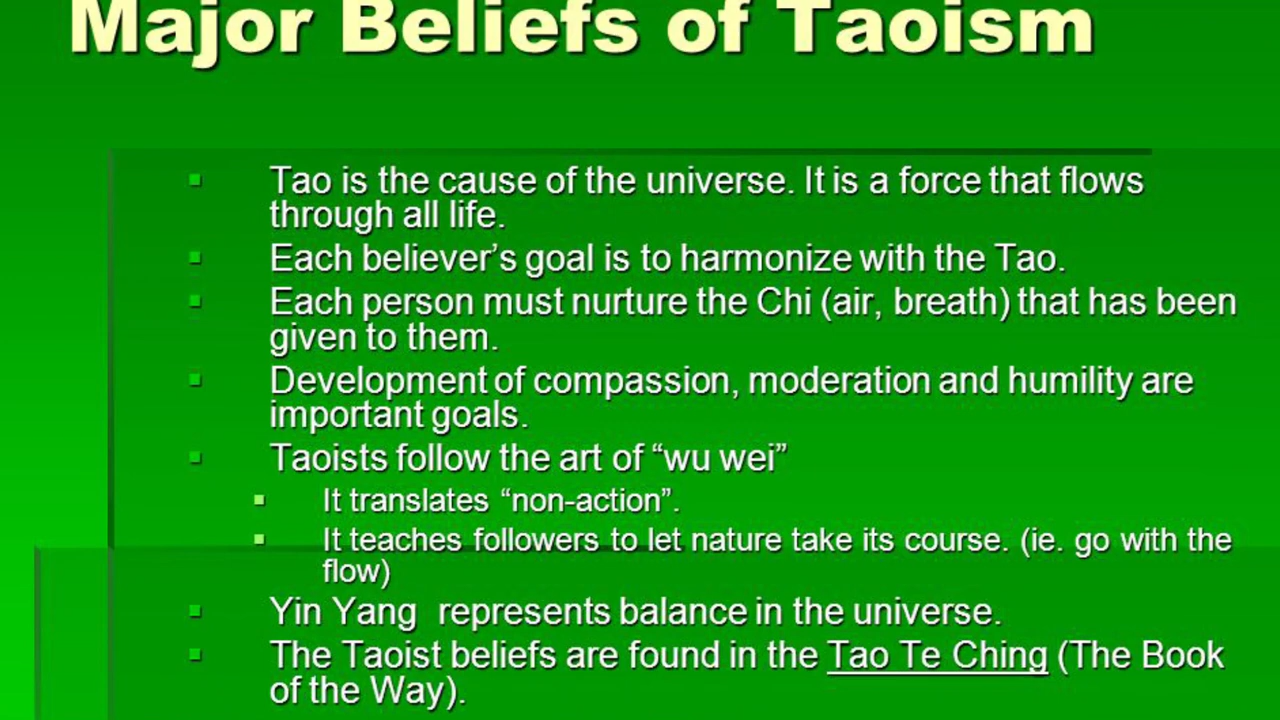 Major Beliefs of Taoism
Tao is the cause of the universe. It is a force that flows
through all life.
Each believer’s goal is to harmonize with the Tao.
Each person must nurture the Chi (air, breath) that has been
given to them.
Development of compassion, moderation and humility are
important goals.
Taoists follow the art of “wu wei”
It translates “non-action”.
It teaches followers to let nature take its course. (ie. go with the
flow)
Yin Yang  represents balance in the universe.
The Taoist beliefs are found in the Tao Te Ching (The Book
of the Way).